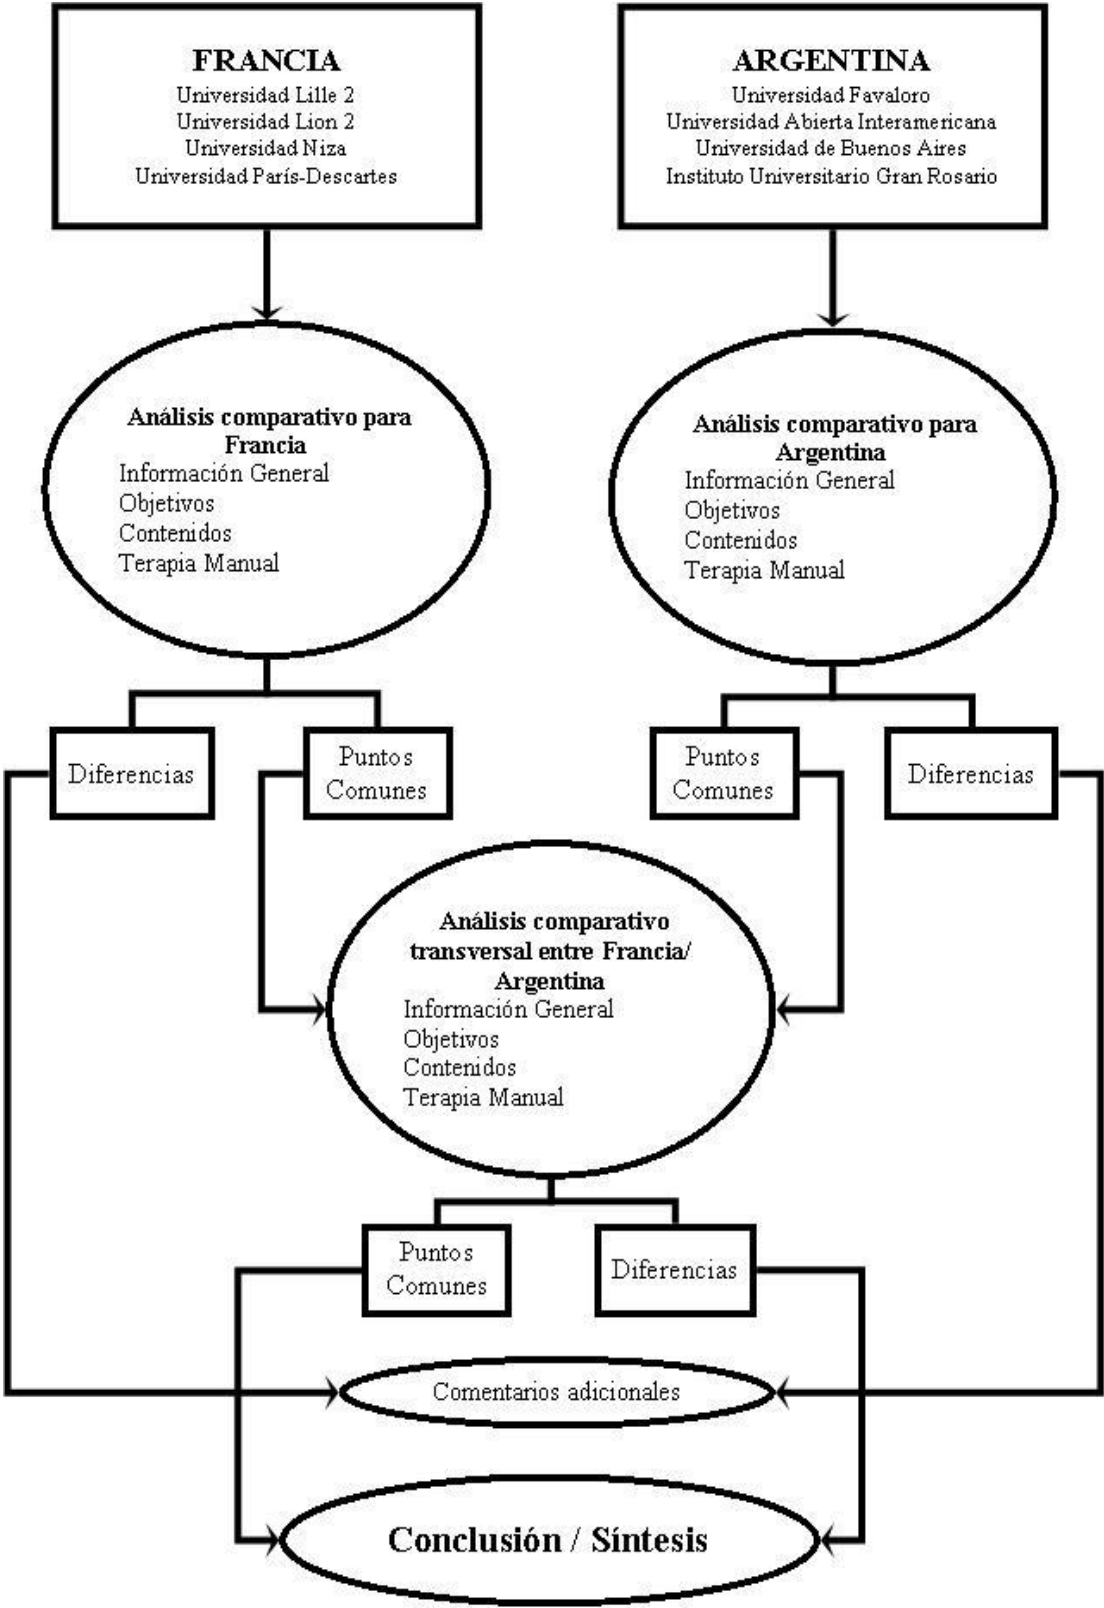 FRANCIA
Universidad Lille 2
Universidad Lion 2
Universidad Niza
Universidad París-Descartes
ARGENTINA
Universidad Favaloro
Universidad Abierta Interamericana
Universidad de Buenos Aires
Instituto Universitario Gran Rosario
Análisis comparativo para
Francia
Información General
Objetivos
Contenidos
Terapia Manual
Análisis comparativo para
Argentina
Información General
Objetivos
Contenidos
Terapia Manual
Diferencias
Puntos
Comunes
Puntos
Comunes
Diferencias
Análisis comparativo
transversal entre Francia/
Argentina
Información General
Objetivos
Contenidos
Terapia Manual
Puntos
Comunes
Diferencias
Comentarios adicionales
Conclusión / Síntesis